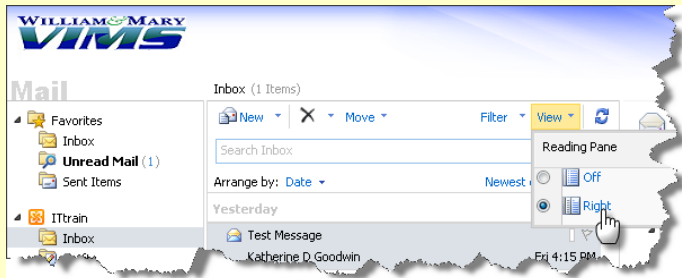 WILLIAM & MARY
VIMS
Mail
Inbox (1 Items)
Favorites
Inbox
Unread Mail (1)
Sent Items
ITtrain
Inbox
New
Move
Filter
View
Search Inbox
Arrange by: Date
Newest
Yesterday
Test Message
Katherine D Goodwin
Fri 4:15 PM
Reading Pane
Off
Right